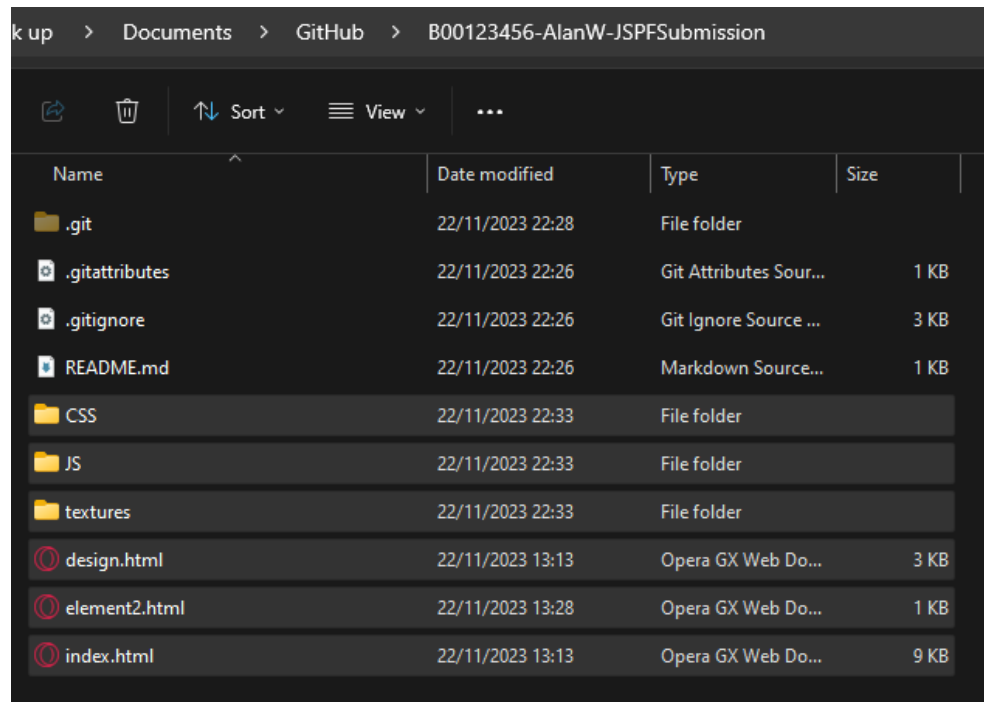 k up > Documents > GitHub > B00123456-AlanW-JSPFSubmission
Sort View ...
Name Date modified Type Size
.git 22/11/2023 22:28 File folder
.gitattributes 22/11/2023 22:26 Git Attributes Sour... 1 KB
.gitignore 22/11/2023 22:26 Git Ignore Source ... 3 KB
README.md 22/11/2023 22:26 Markdown Source... 1 KB
CSS 22/11/2023 22:33 File folder
JS 22/11/2023 22:33 File folder
textures 22/11/2023 22:33 File folder
design.html 22/11/2023 13:13 Opera GX Web Do... 3 KB
element2.html 22/11/2023 13:28 Opera GX Web Do... 1 KB
index.html 22/11/2023 13:13 Opera GX Web Do... 9 KB